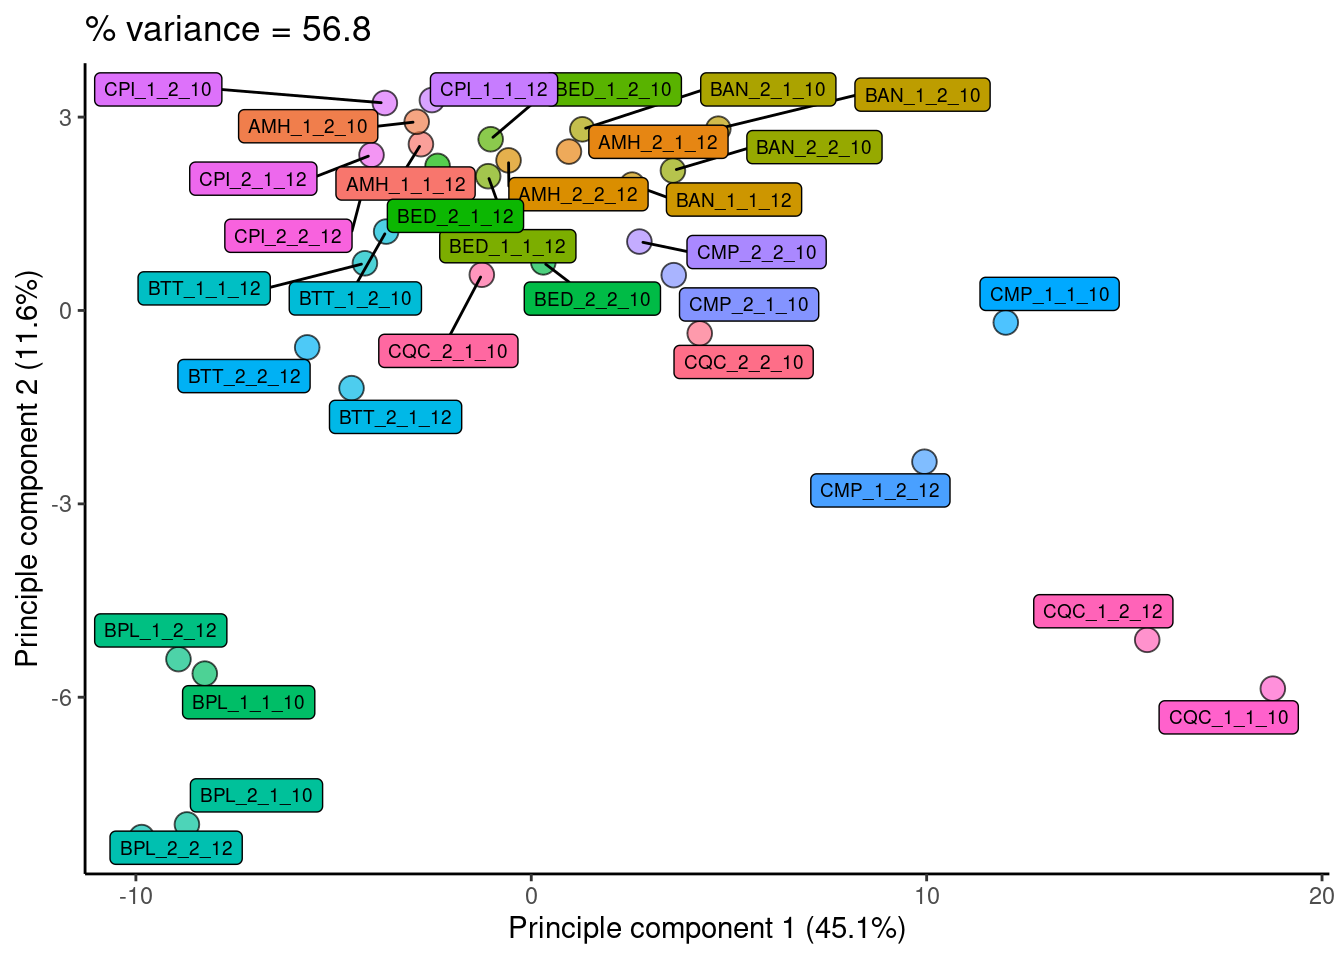 % variance = 56.8
CPI_1_2_10
CPI_1_1_12
BED_1_2_10
BAN_2_1_10
BAN_1_2_10
AMH_1_2_10
AMH_2_1_12
BAN_2_2_10
CPI_2_1_12
AMH_1_1_12
AMH_2_2_12
BAN_1_1_12
BED_2_1_12
CPI_2_2_12
BED_1_1_12
CMP_2_2_10
BTT_1_1_12
BTT_1_2_10
BED_2_2_10
CMP_2_1_10
CMP_1_1_10
CQC_2_1_10
CQC_2_2_10
BTT_2_2_12
BTT_2_1_12
CMP_1_2_12
CQC_1_2_12
BPL_1_2_12
BPL_1_1_10
CQC_1_1_10
BPL_2_1_10
BPL_2_2_12
3
0
-3
-6
-10
0
10
20
Principle component 1 (45.1%)
Principle component 2 (11.6%)